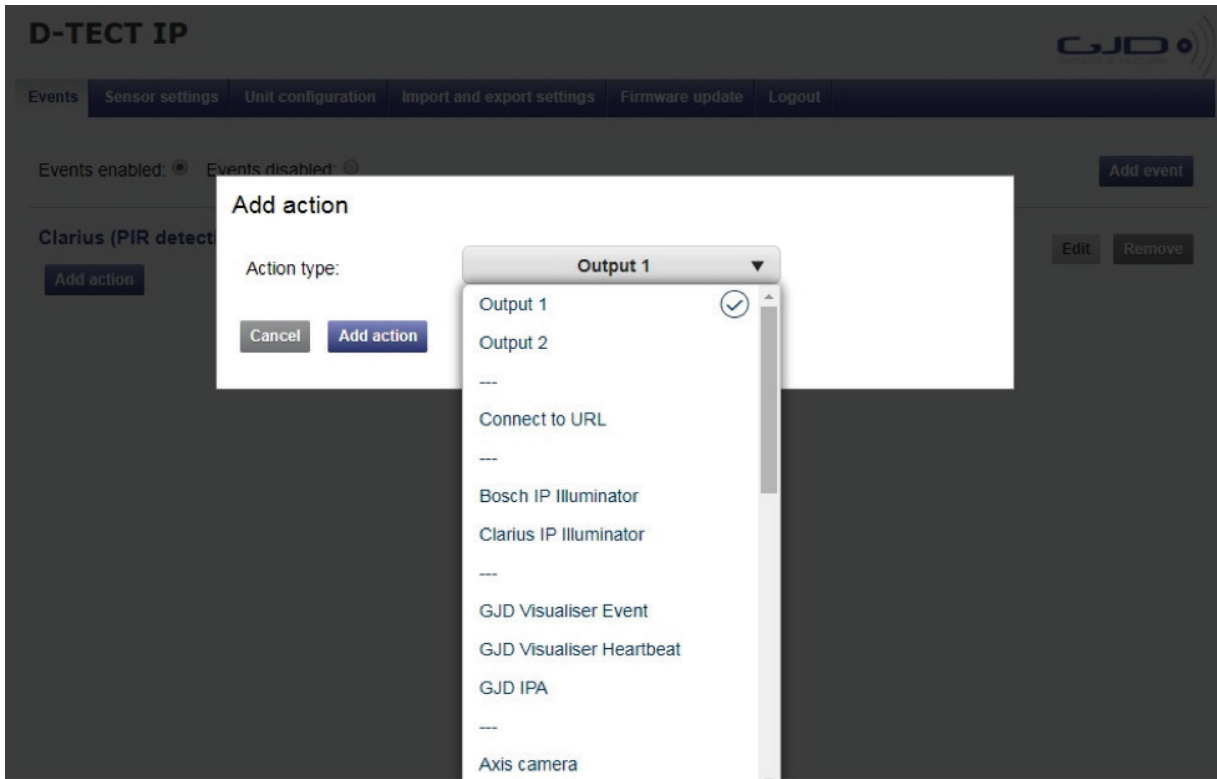 D-TECT IP
GJD
Events Sensor settings Unit configuration Import and export settings Firmware update Logout
Events enabled: Events disabled:
Add event
Clarius (PIR detecti
Edit Remove
Add action
Add action
Action type:
Output 1
Cancel Add action
Output 1
Output 2
---
Connect to URL
---
Bosch IP Illuminator
Clarius IP Illuminator
---
GJD Visualiser Event
GJD Visualiser Heartbeat
GJD IPA
---
Axis camera